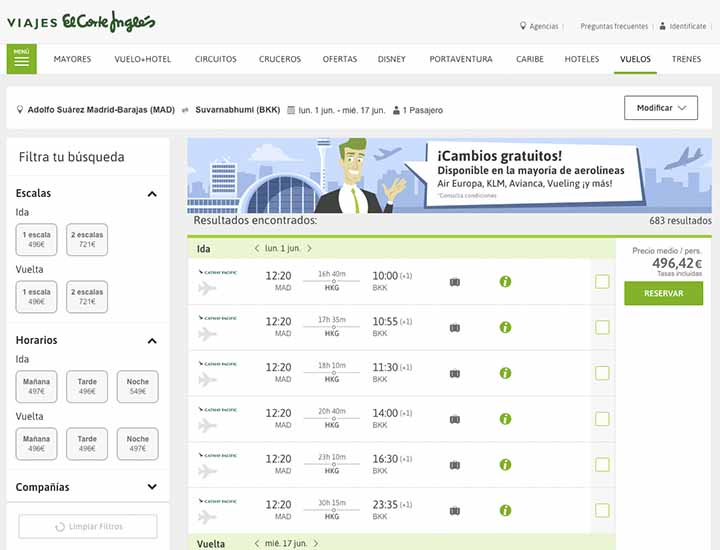 VIAJES El Corte Inglés
Agencias | Preguntas frecuentes | Identifícate
MENÚ
MAYORES VUELO+HOTEL CIRCUITOS CRUCEROS OFERTAS DISNEY PORTAVENTURA CARIBE HOTELES VUELOS TRENES
Adolfo Suárez Madrid-Barajas (MAD) ⇌ Suvarnabhumi (BKK) lun. 1 jun. - mié. 17 jun. 1 Pasajero
Modificar
Filtra tu búsqueda
Escalas
Ida
1 escala 2 escalas
496€ 721€
Vuelta
1 escala 2 escalas
496€ 721€
Horarios
Ida
Mañana Tarde Noche
497€ 496€ 549€
Vuelta
Mañana Tarde Noche
496€ 496€ 497€
Compañías
Limpiar Filtros
¡Cambios gratuitos!
Disponible en la mayoría de aerolíneas
Air Europa, KLM, Avianca, Vueling ¡y más!
*Consulta condiciones
Resultados encontrados: 683 resultados
Ida < lun. 1 jun. >
CATHAY PACIFIC 12:20 16h 40m 10:00 (+1)
MAD HKG BKK
CATHAY PACIFIC 12:20 17h 35m 10:55 (+1)
MAD HKG BKK
CATHAY PACIFIC 12:20 18h 10m 11:30 (+1)
MAD HKG BKK
CATHAY PACIFIC 12:20 20h 40m 14:00 (+1)
MAD HKG BKK
CATHAY PACIFIC 12:20 23h 10m 16:30 (+1)
MAD HKG BKK
CATHAY PACIFIC 12:20 30h 15m 23:35 (+1)
MAD HKG BKK
Vuelta < mié. 17 jun. >
Precio medio / pers.
496,42€
Tasas incluidas
RESERVAR